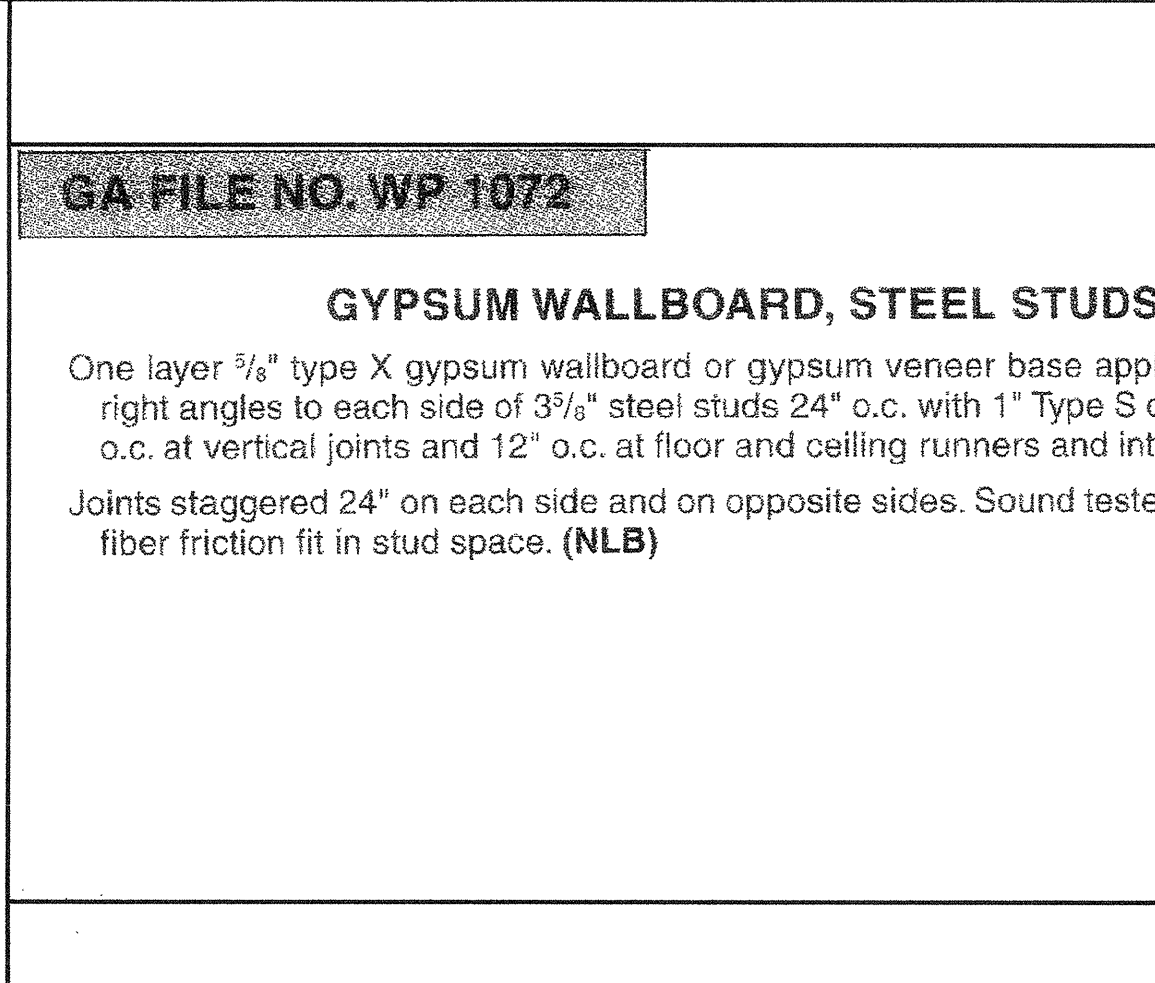 GA FILE NO. WP 1072
GYPSUM WALLBOARD, STEEL STUDS
One layer 5/8" type X gypsum wallboard or gypsum veneer base appl
right angles to each side of 35/8" steel studs 24" o.c. with 1" Type S d
o.c. at vertical joints and 12" o.c. at floor and ceiling runners and int
Joints staggered 24" on each side and on opposite sides. Sound teste
fiber friction fit in stud space. (NLB)